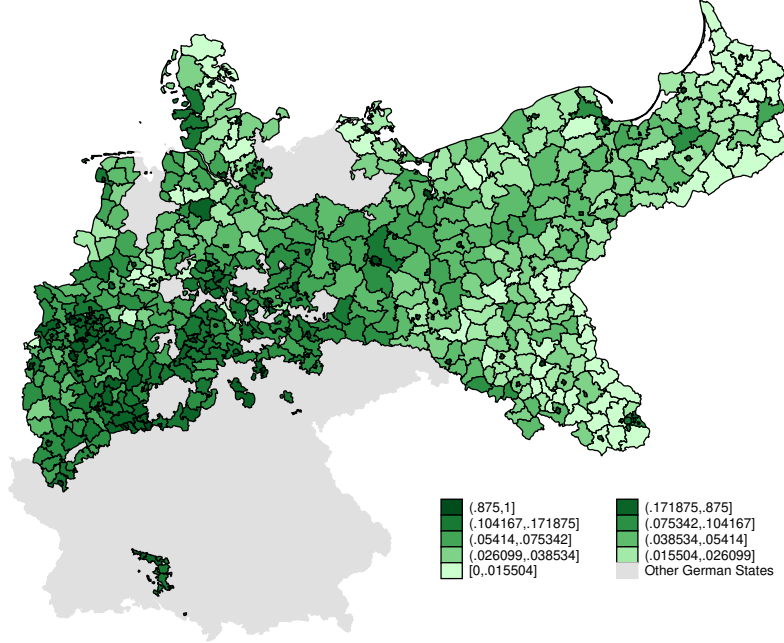 (.875,1] (.171875,.875]
(.104167,.171875] (.075342,.104167]
(.05414,.075342] (.038534,.05414]
(.026099,.038534] (.015504,.026099]
[0,.015504] Other German States